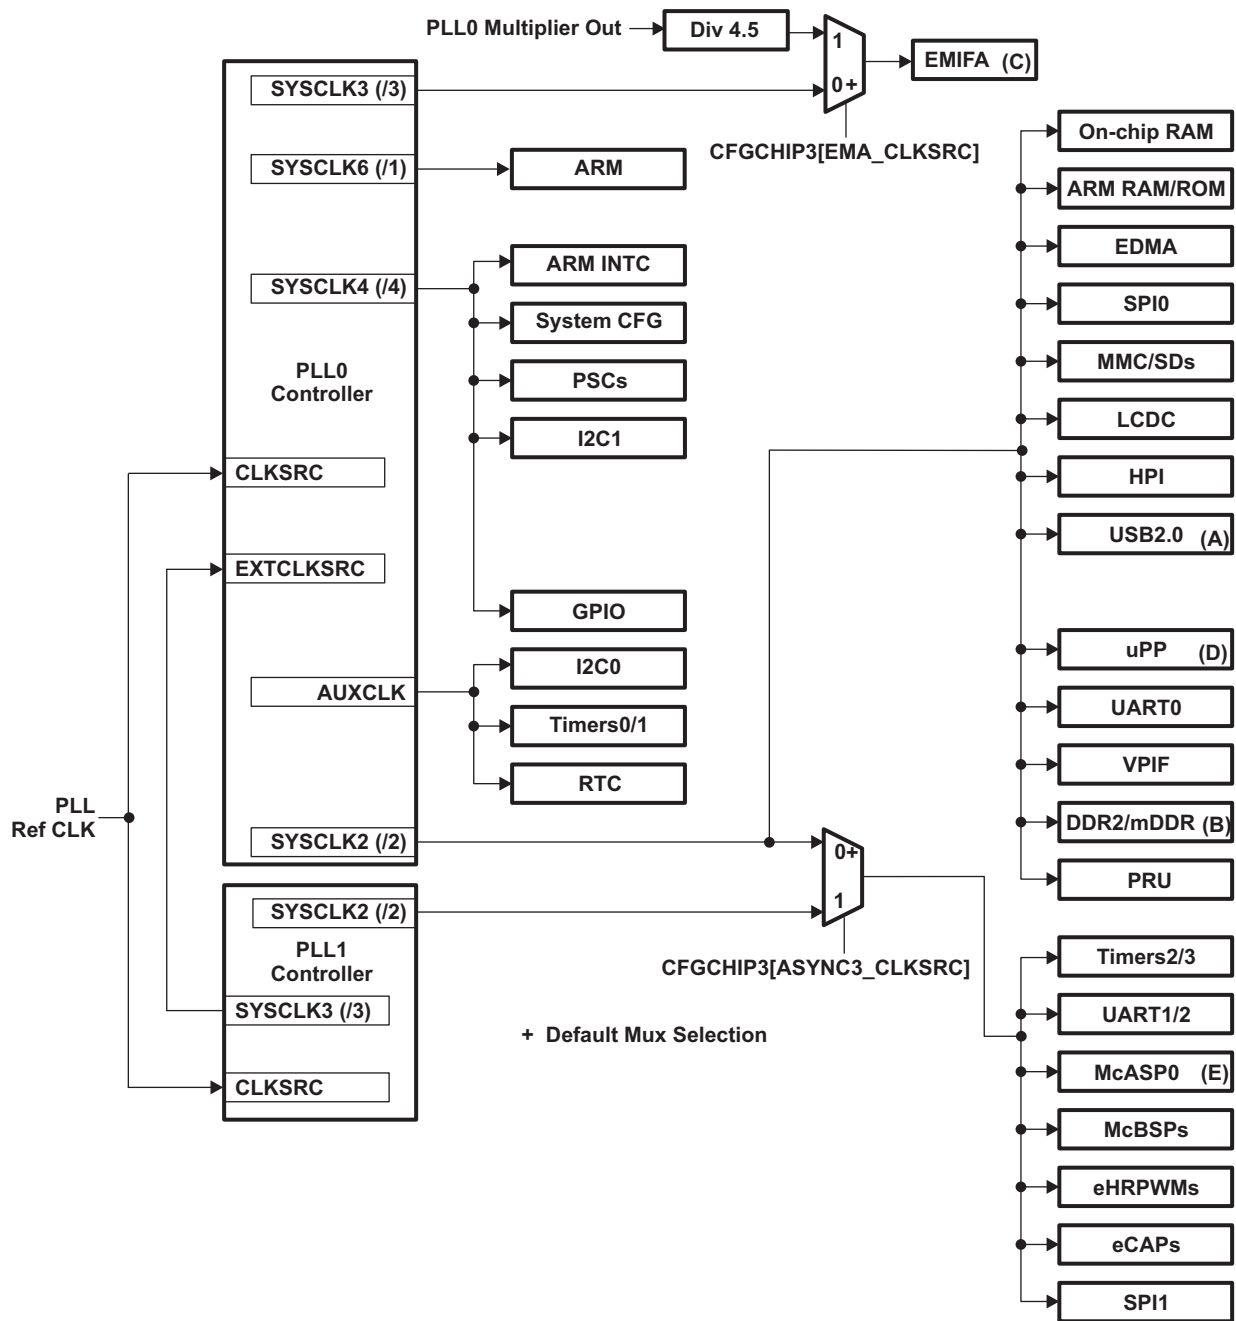 PLL0 Multiplier Out
Div 4.5
1
0+
EMIFA (C)
CFGCHIP3[EMA_CLKSRC]
SYSCLK3 (/3)
SYSCLK6 (/1)
ARM
SYSCLK4 (/4)
ARM INTC
System CFG
PSCs
I2C1
GPIO
PLL0
Controller
CLKSRC
EXTCLKSRC
AUXCLK
I2C0
Timers0/1
RTC
PLL
Ref CLK
SYSCLK2 (/2)
0+
1
CFGCHIP3[ASYNC3_CLKSRC]
SYSCLK2 (/2)
PLL1
Controller
SYSCLK3 (/3)
CLKSRC
+ Default Mux Selection
On-chip RAM
ARM RAM/ROM
EDMA
SPI0
MMC/SDs
LCDC
HPI
USB2.0 (A)
uPP (D)
UART0
VPIF
DDR2/mDDR (B)
PRU
Timers2/3
UART1/2
McASP0 (E)
McBSPs
eHRPWMs
eCAPs
SPI1